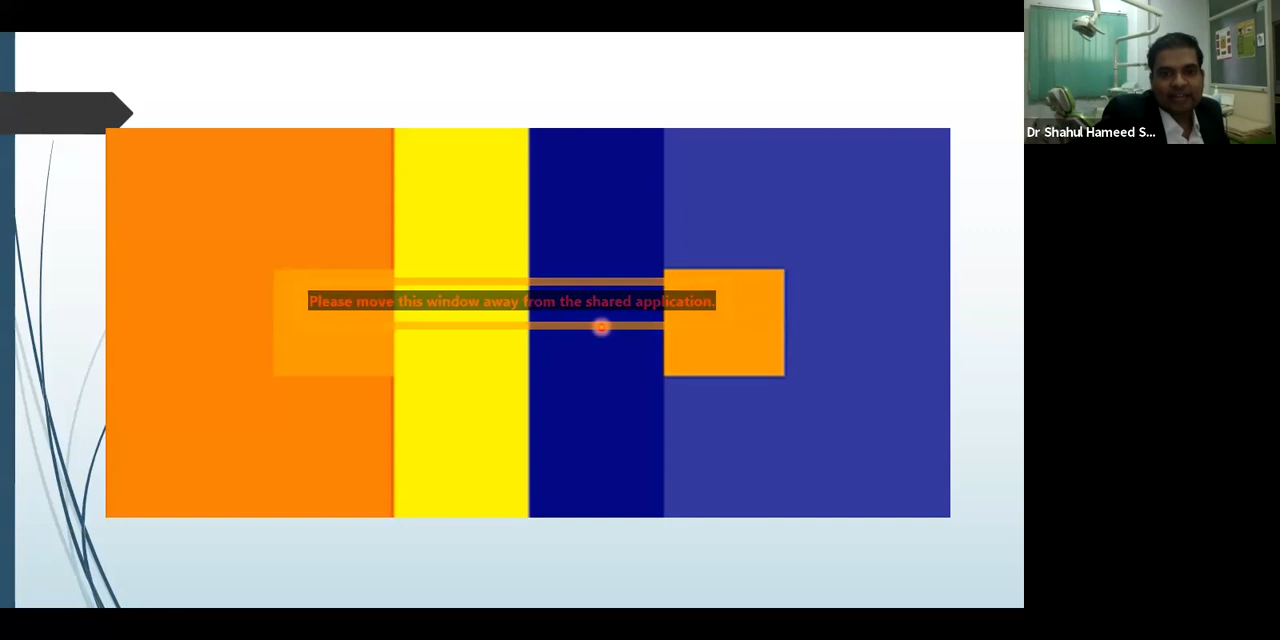 Please move this window away from the shared application.
Dr Shahul Hameed S...